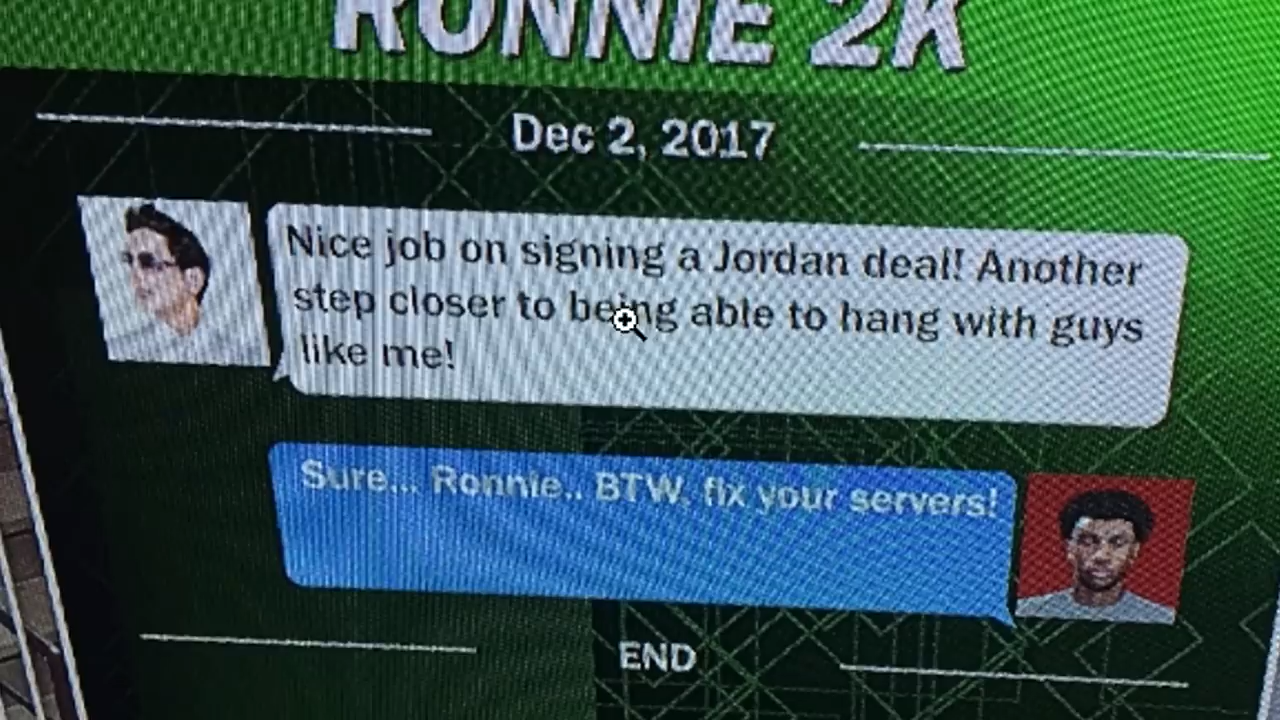 RONNIE 2K
Dec 2, 2017
Nice job on signing a Jordan deal! Another
step closer to being able to hang with guys
like me!
Sure... Ronnie.. BTW, fix your servers!
END